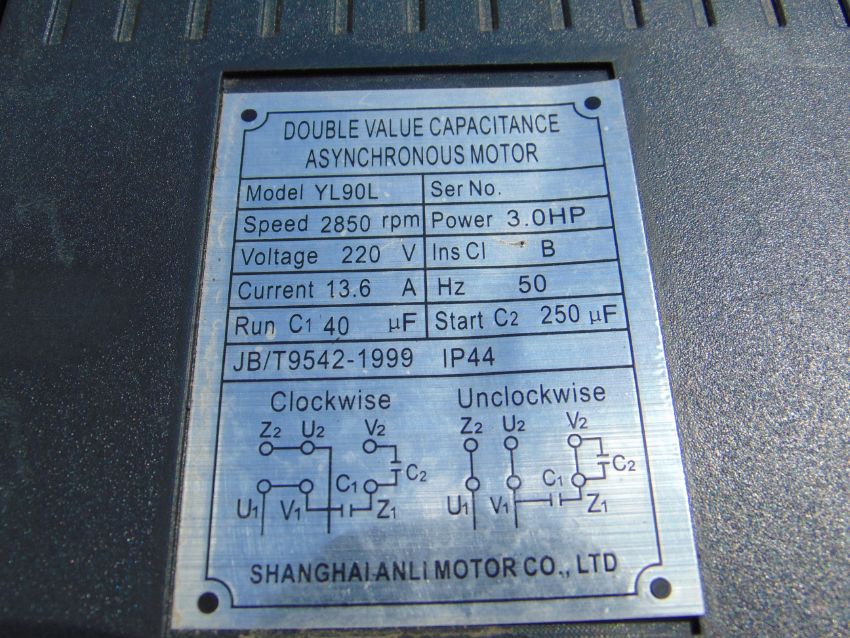 DOUBLE VALUE CAPACITANCE
ASYNCHRONOUS MOTOR
Model YL90L Ser No.
Speed 2850 rpm Power 3.0HP
Voltage 220 V Ins Cl B
Current 13.6 A Hz 50
Run C1 40 μF Start C2 250 μF
JB/T9542-1999 IP44
Clockwise Unclockwise
Z2 U2 V2 Z2 U2 V2
C1 C2 C1 C2
U1 V1 Z1 U1 V1 Z1
SHANGHAI ANLI MOTOR CO., LTD